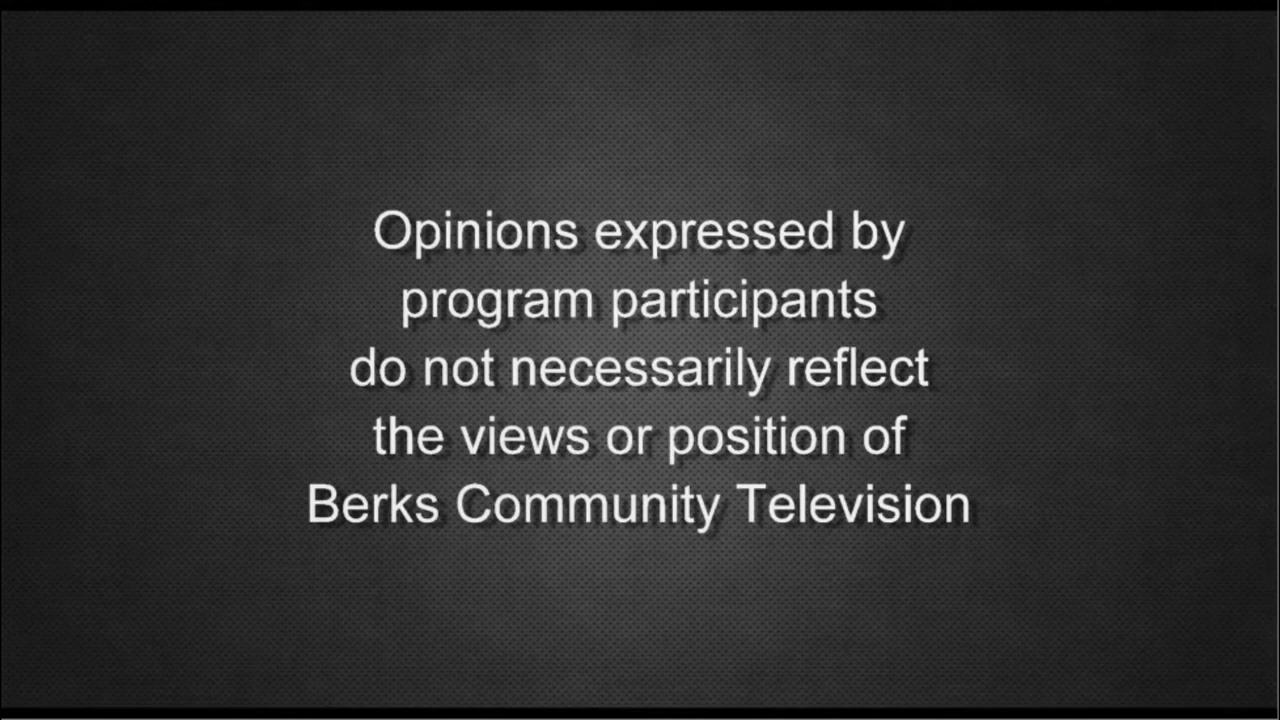 Opinions expressed by
program participants
do not necessarily reflect
the views or position of
Berks Community Television